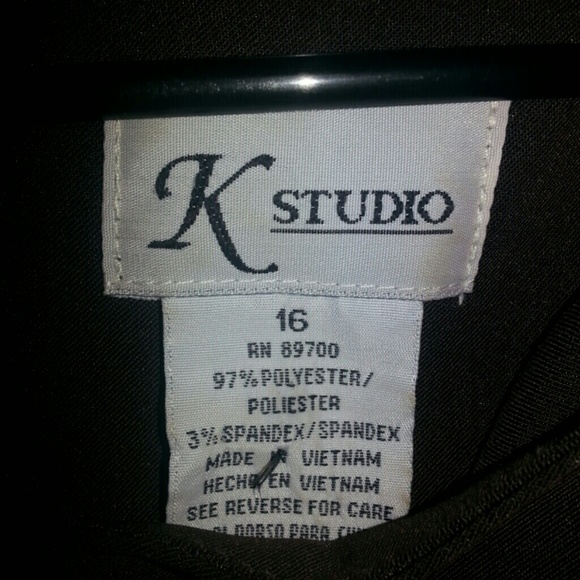 K STUDIO
16
RN 89700
97% POLYESTER/
POLIESTER
3% SPANDEX/SPANDEX
MADE IN VIETNAM
HECHO EN VIETNAM
SEE REVERSE FOR CARE
DORSO PARA